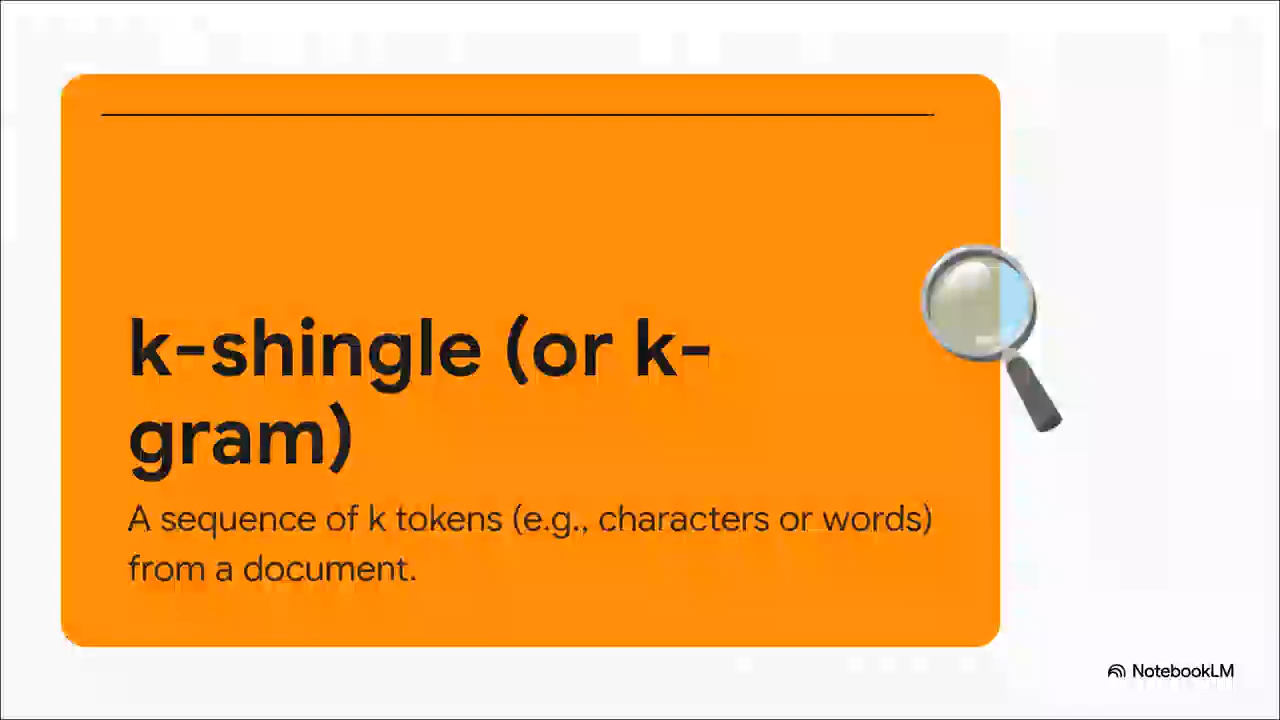 k-shingle (or k-
gram)
A sequence of k tokens (e.g., characters or words)
from a document.
NotebookLM